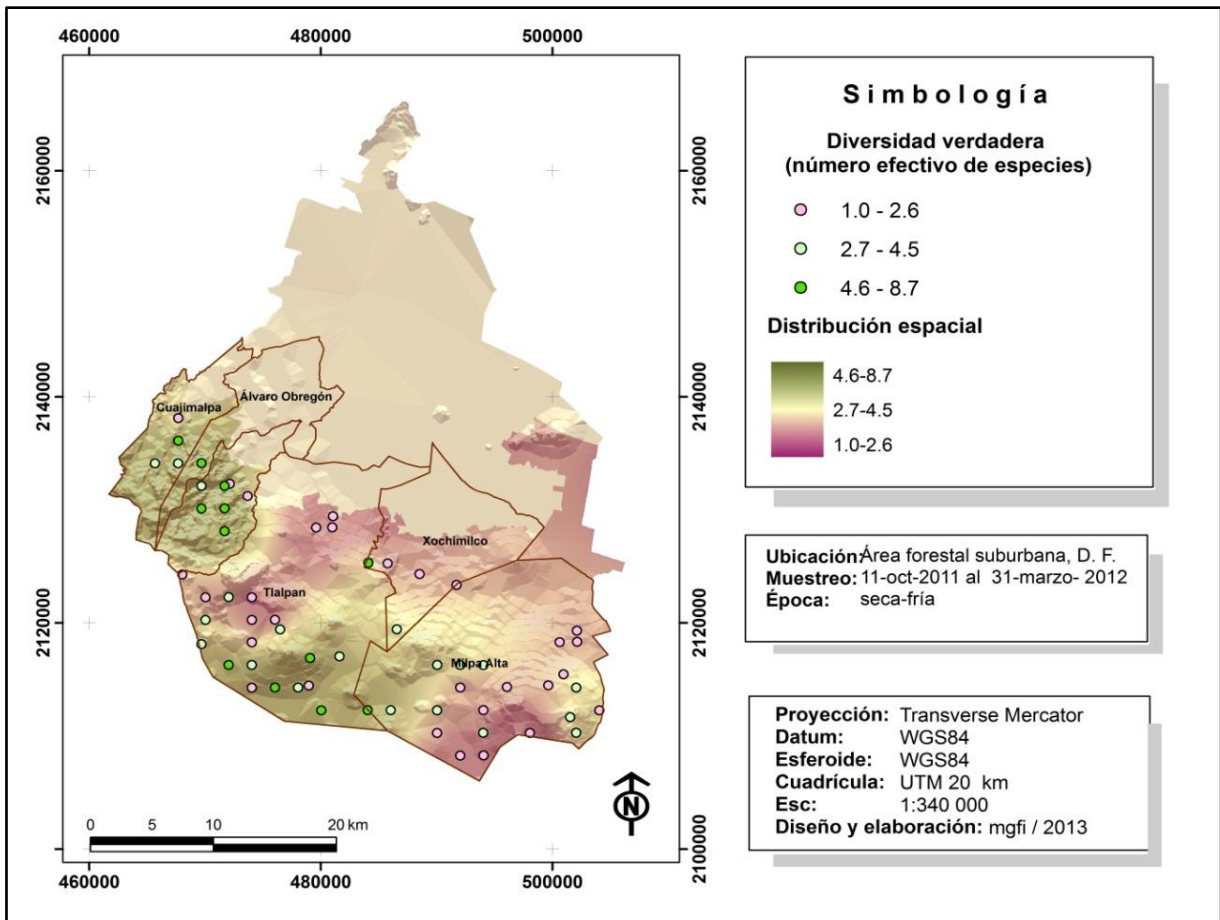 460000 480000 500000
2160000 2160000
2140000 2140000
2120000 2120000
2100000 2100000
460000 480000 500000
Cuajimalpa
Álvaro Obregón
Xochimilco
Tlalpan
Milpa Alta
N
0 5 10 20 km
Simbología
Diversidad verdadera
(número efectivo de especies)
1.0 - 2.6
2.7 - 4.5
4.6 - 8.7
Distribución espacial
4.6-8.7
2.7-4.5
1.0-2.6
Ubicación: Área forestal suburbana, D. F.
Muestreo: 11-oct-2011 al 31-marzo- 2012
Época: seca-fría
Proyección: Transverse Mercator
Datum: WGS84
Esferoide: WGS84
Cuadrícula: UTM 20 km
Esc: 1:340 000
Diseño y elaboración: mgfi / 2013